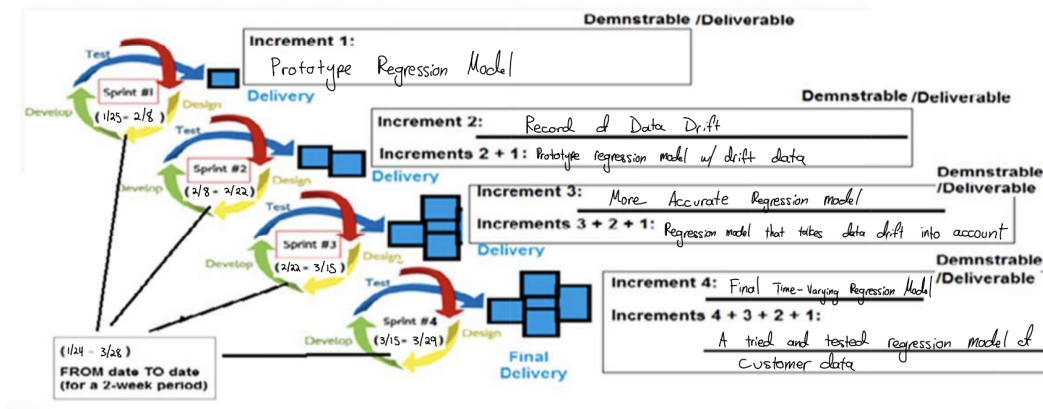 Demnstrable /Deliverable
Increment 1:
Prototype Regression Model
Test
Sprint #1
(1/25 - 2/8)
Develop
Design
Delivery
Demnstrable /Deliverable
Increment 2: Record of Data Drift
Increments 2 + 1: Prototype regression model w/ drift data
Test
Sprint #2
(2/8 - 2/22)
Develop
Design
Delivery
Demnstrable
/Deliverable
Increment 3: More Accurate Regression model
Increments 3 + 2 + 1: Regression model that takes data drift into account
Test
Sprint #3
(2/22 - 3/15)
Develop
Design
Delivery
Demnstrable
/Deliverable
Increment 4: Final Time-Varying Regression Model
Increments 4 + 3 + 2 + 1:
A tried and tested regression model of
customer data
Test
Sprint #4
(3/15 - 3/29)
Develop
Design
Final
Delivery
(1/24 - 3/28)
FROM date TO date
(for a 2-week period)